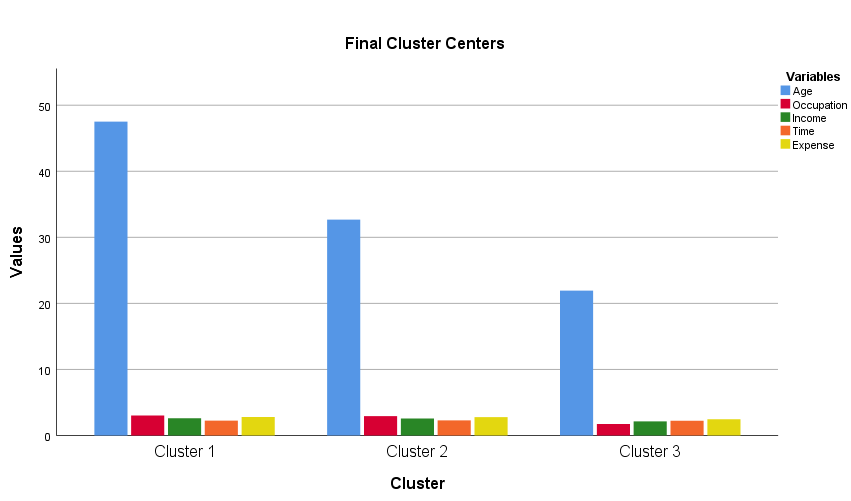 Final Cluster Centers
Variables
Age
Occupation
Income
Time
Expense
Values
50
40
30
20
10
0
Cluster 1
Cluster 2
Cluster 3
Cluster